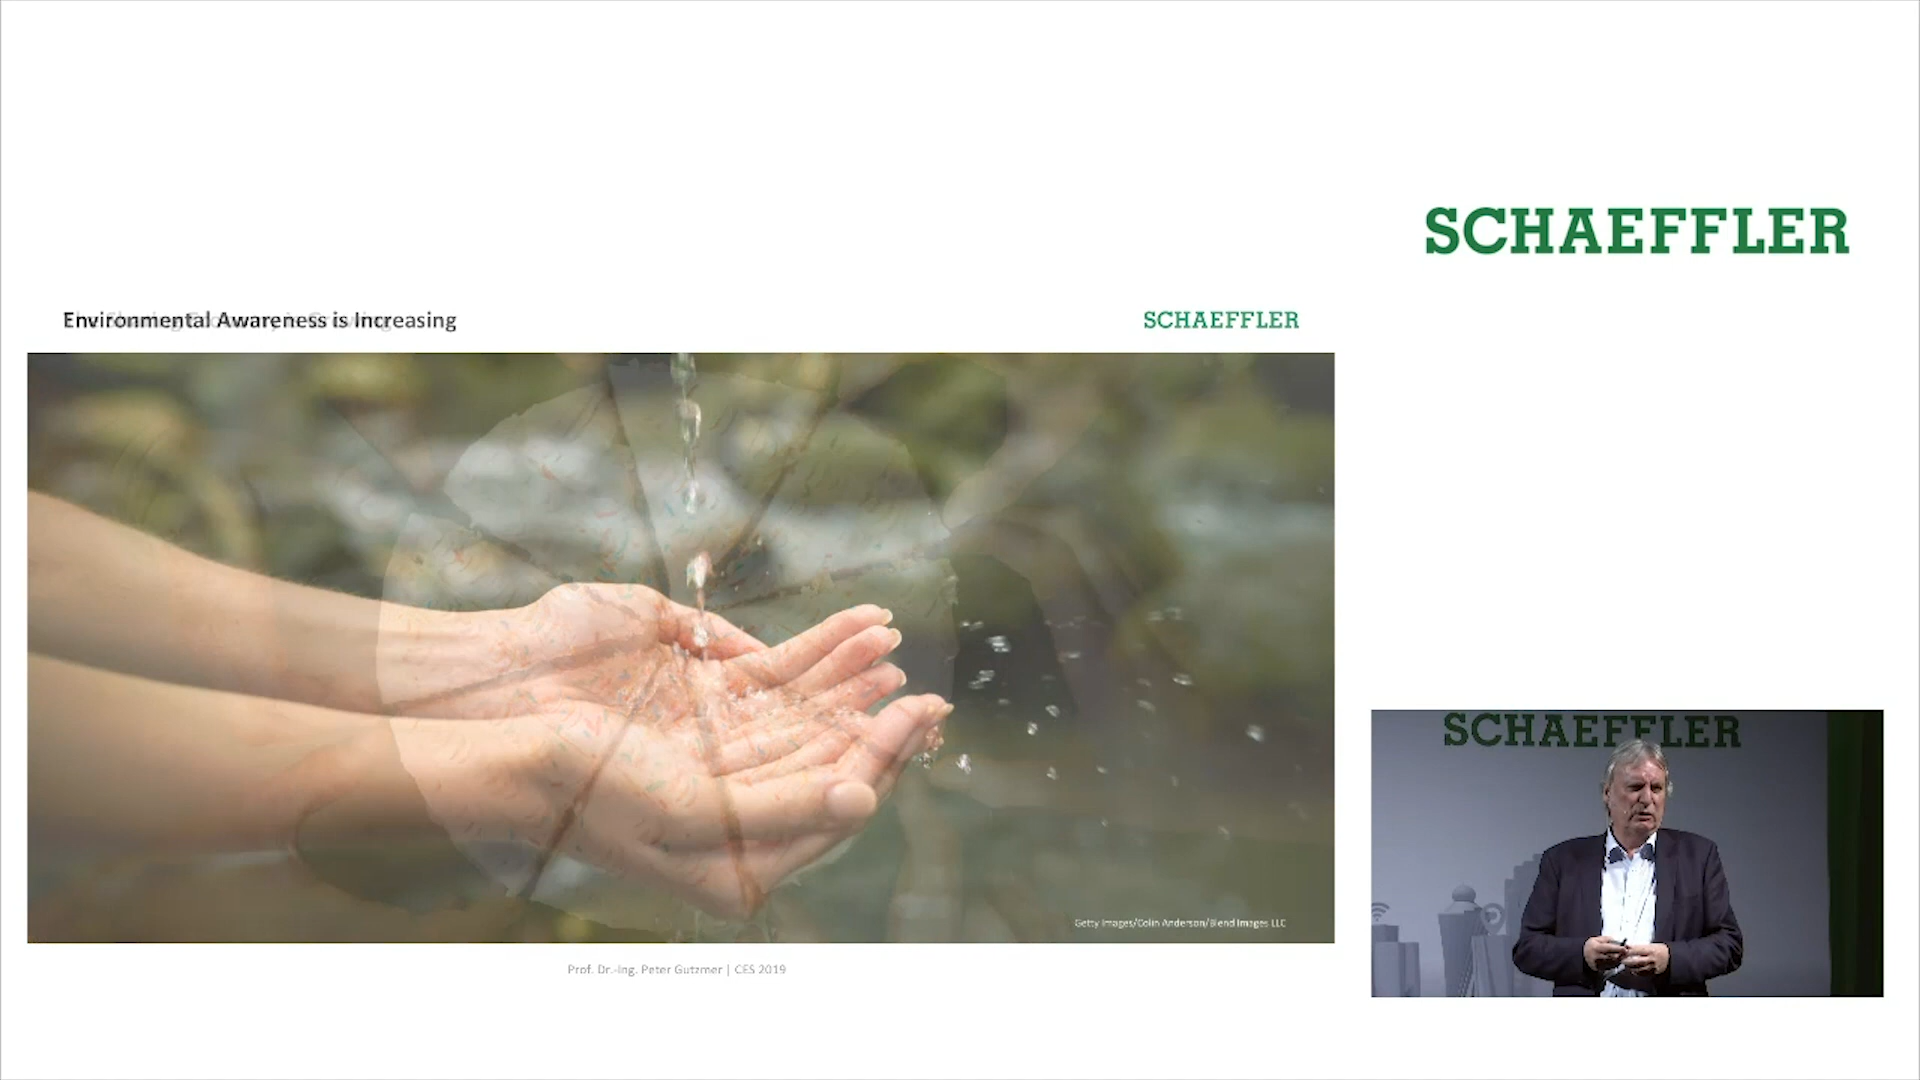 SCHAEFFLER
Environmental Awareness is Increasing
SCHAEFFLER
Getty Images/Colin Anderson/Blend Images LLC
SCHAEFFLER
Prof. Dr.-Ing. Peter Gutzmer | CES 2019